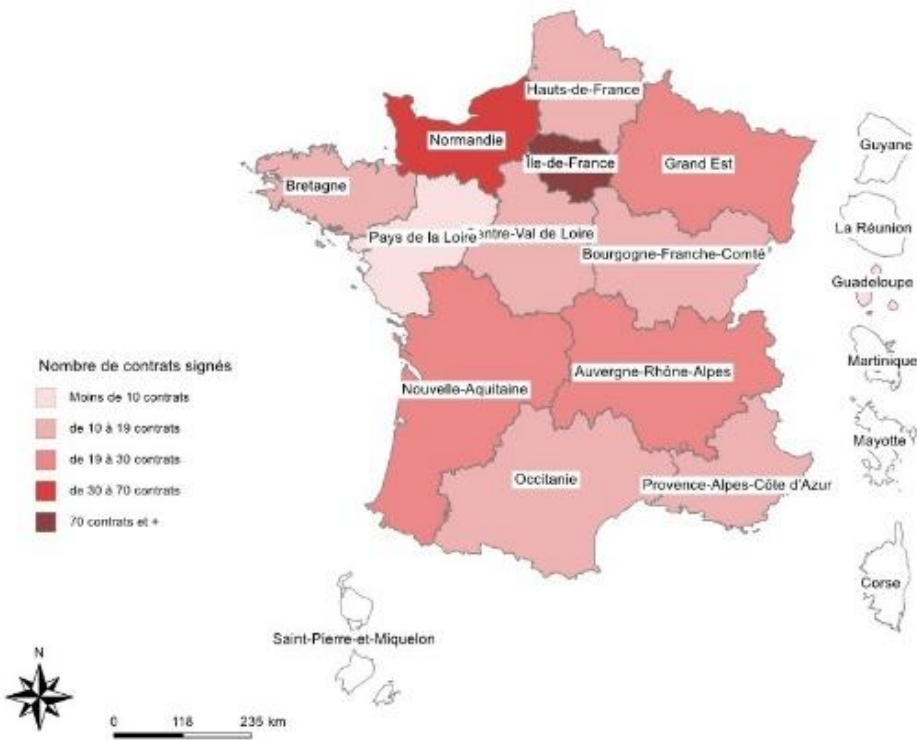 Hauts-de-France
Normandie
Île-de-France
Grand Est
Guyane
Bretagne
Pays de la Loire
ntre-Val de Loire
La Réunion
Bourgogne-Franche-Comté
Guadeloupe
Martinique
Nombre de contrats signés
Auvergne-Rhône-Alpes
Nouvelle-Aquitaine
Moins de 10 contrats
de 10 à 19 contrats
de 19 à 30 contrats
de 30 à 70 contrats
70 contrats et +
Mayotte
Occitanie
Provence-Alpes-Côte d'Azur
Corse
Saint-Pierre-et-Miquelon
N
0 118 235 km